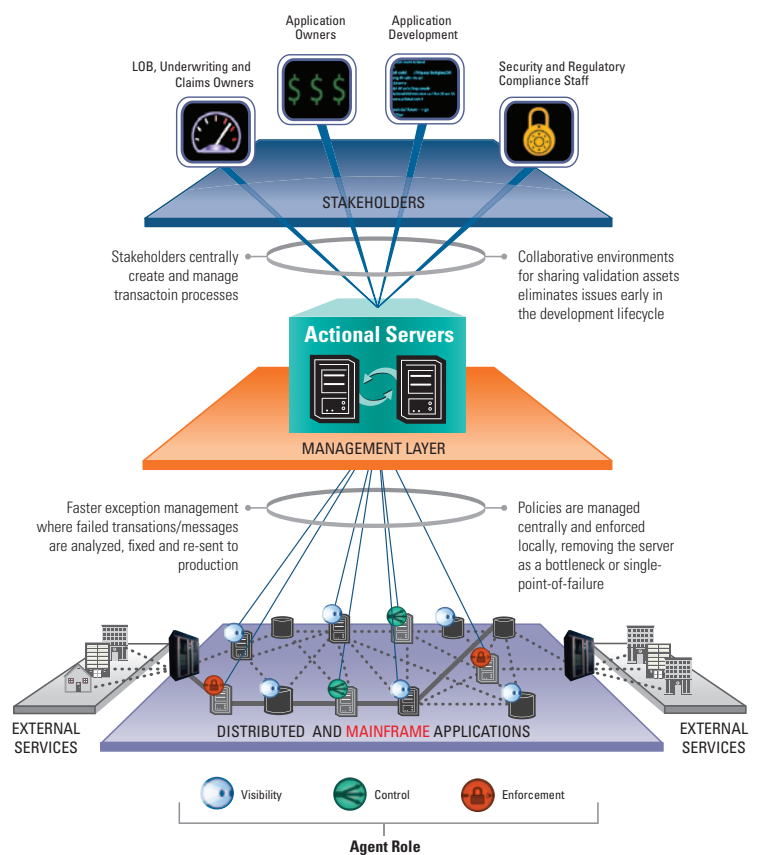 Application
Owners
Application
Development
LOB, Underwriting and
Claims Owners
Security and Regulatory
Compliance Staff
$ $ $
STAKEHOLDERS
Stakeholders centrally
create and manage
transactoin processes
Collaborative environments
for sharing validation assets
eliminates issues early in
the development lifecycle
Actional Servers
MANAGEMENT LAYER
Faster exception management
where failed transations/messages
are analyzed, fixed and re-sent to
production
Policies are managed
centrally and enforced
locally, removing the server
as a bottleneck or single-
point-of-failure
EXTERNAL
SERVICES
DISTRIBUTED AND MAINFRAME APPLICATIONS
EXTERNAL
SERVICES
Visibility
Control
Enforcement
Agent Role